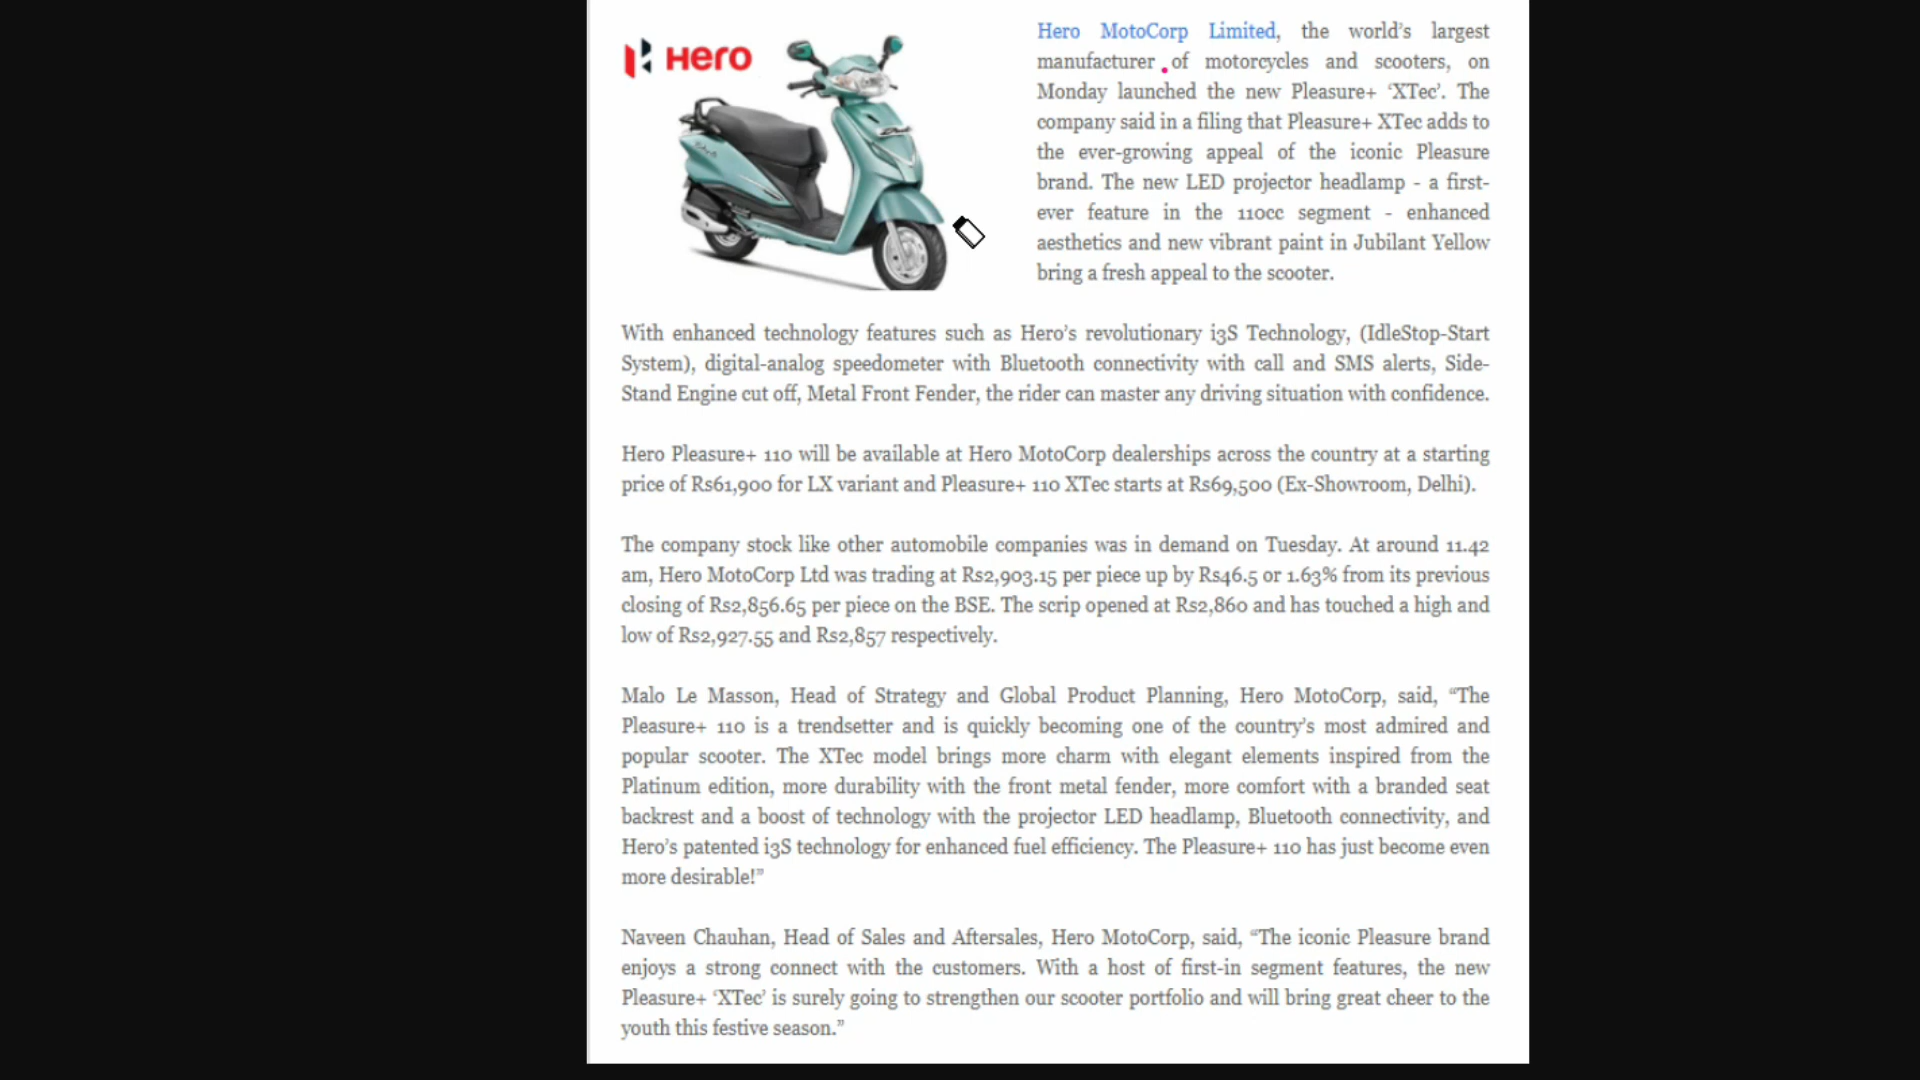 Hero
Hero MotoCorp Limited, the world’s largest
manufacturer of motorcycles and scooters, on
Monday launched the new Pleasure+ ‘XTec’. The
company said in a filing that Pleasure+ XTec adds to
the ever-growing appeal of the iconic Pleasure
brand. The new LED projector headlamp - a first-
ever feature in the 110cc segment - enhanced
aesthetics and new vibrant paint in Jubilant Yellow
bring a fresh appeal to the scooter.
With enhanced technology features such as Hero’s revolutionary i3S Technology, (IdleStop-Start
System), digital-analog speedometer with Bluetooth connectivity with call and SMS alerts, Side-
Stand Engine cut off, Metal Front Fender, the rider can master any driving situation with confidence.
Hero Pleasure+ 110 will be available at Hero MotoCorp dealerships across the country at a starting
price of Rs61,900 for LX variant and Pleasure+ 110 XTec starts at Rs69,500 (Ex-Showroom, Delhi).
The company stock like other automobile companies was in demand on Tuesday. At around 11.42
am, Hero MotoCorp Ltd was trading at Rs2,903.15 per piece up by Rs46.5 or 1.63% from its previous
closing of Rs2,856.65 per piece on the BSE. The scrip opened at Rs2,860 and has touched a high and
low of Rs2,927.55 and Rs2,857 respectively.
Malo Le Masson, Head of Strategy and Global Product Planning, Hero MotoCorp, said, “The
Pleasure+ 110 is a trendsetter and is quickly becoming one of the country’s most admired and
popular scooter. The XTec model brings more charm with elegant elements inspired from the
Platinum edition, more durability with the front metal fender, more comfort with a branded seat
backrest and a boost of technology with the projector LED headlamp, Bluetooth connectivity, and
Hero’s patented i3S technology for enhanced fuel efficiency. The Pleasure+ 110 has just become even
more desirable!”
Naveen Chauhan, Head of Sales and Aftersales, Hero MotoCorp, said, “The iconic Pleasure brand
enjoys a strong connect with the customers. With a host of first-in segment features, the new
Pleasure+ ‘XTec’ is surely going to strengthen our scooter portfolio and will bring great cheer to the
youth this festive season.”